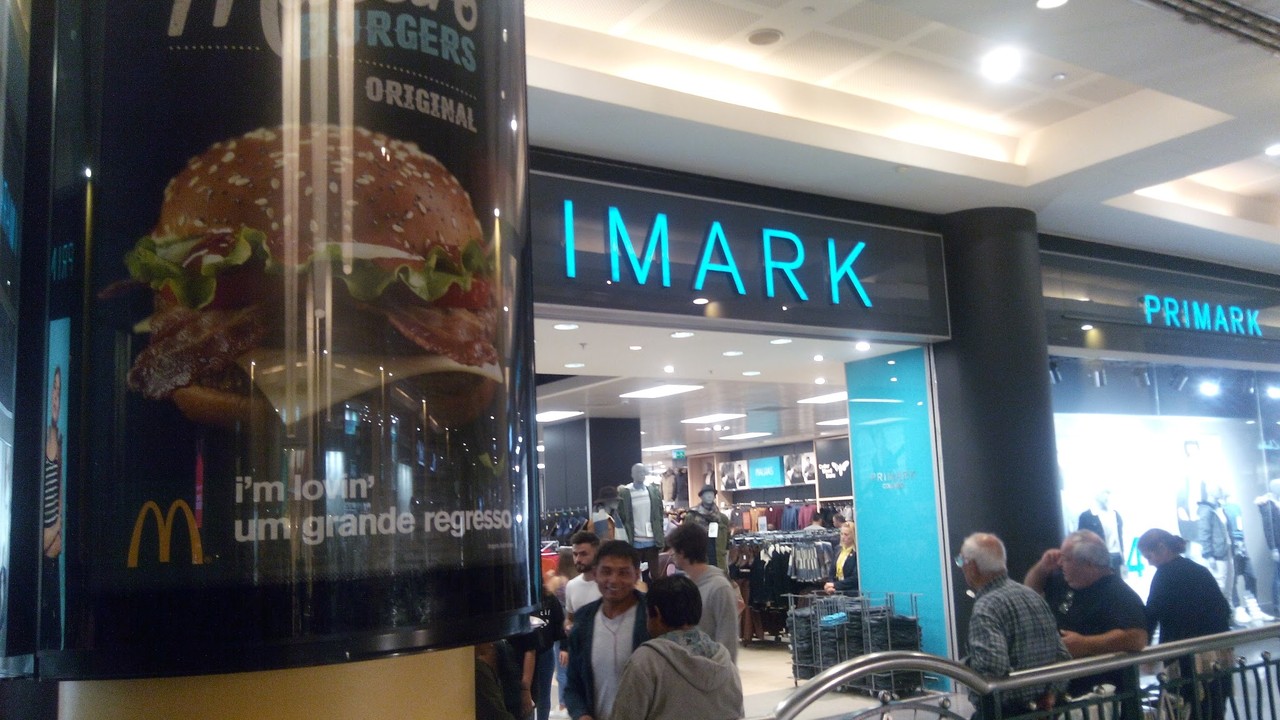 BURGERS
ORIGINAL
i'm lovin'
um grande regresso
IMARK
PRIMARK